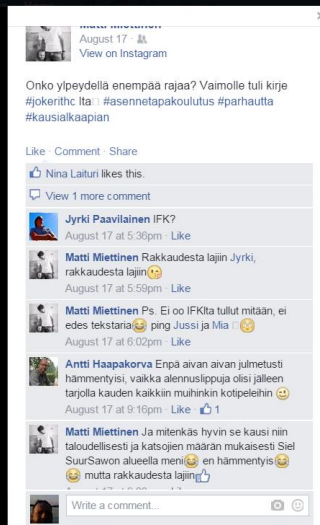 Matti Miettinen
August 17 ·
View on Instagram
Onko ylpeydellä enempää rajaa? Vaimolle tuli kirje
#jokerithc lta #asennetapakoulutus #parhautta
#kausialkaapian
Like · Comment · Share
Nina Laituri likes this.
View 1 more comment
Jyrki Paavilainen IFK?
August 17 at 5:36pm · Like
Matti Miettinen Rakkaudesta lajiin Jyrki,
rakkaudesta lajiin😘
August 17 at 5:59pm · Like
Matti Miettinen Ps. Ei oo IFKlta tullut mitään, ei
edes tekstaria😂 ping Jussi ja Mia
August 17 at 6:02pm · Like
Antti Haapakorva Enpä aivan aivan julmetusti
hämmentyisi, vaikka alennuslippuja olisi jälleen
tarjolla kauden kaikkiin muihinkin kotipeleihin 😉
August 17 at 9:16pm · Like · 1
Matti Miettinen Ja mitenkäs hyvin se kausi niin
taloudellisesti ja katsojien määrän mukaisesti Siel
SuurSawon alueella meni😂 en hämmentyis😂
😂 mutta rakkaudesta lajiin👍
Write a comment...